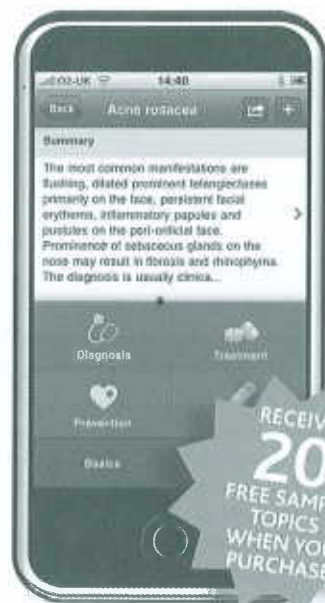 O2-UK 14:40
Back Acne rosacea +
Summary
The most common manifestations are
flushing, dilated prominent telangiectases
primarily on the face, persistent facial
erythema, inflammatory papules and
pustules on the peri-orificial face.
Prominence of sebaceous glands on the
nose may result in fibrosis and rhinophyma.
The diagnosis is usually clinica...
Diagnosis Treatment
Prevention
Basics
RECEIV
20
FREE SAMP
TOPICS
WHEN YO
PURCHASE